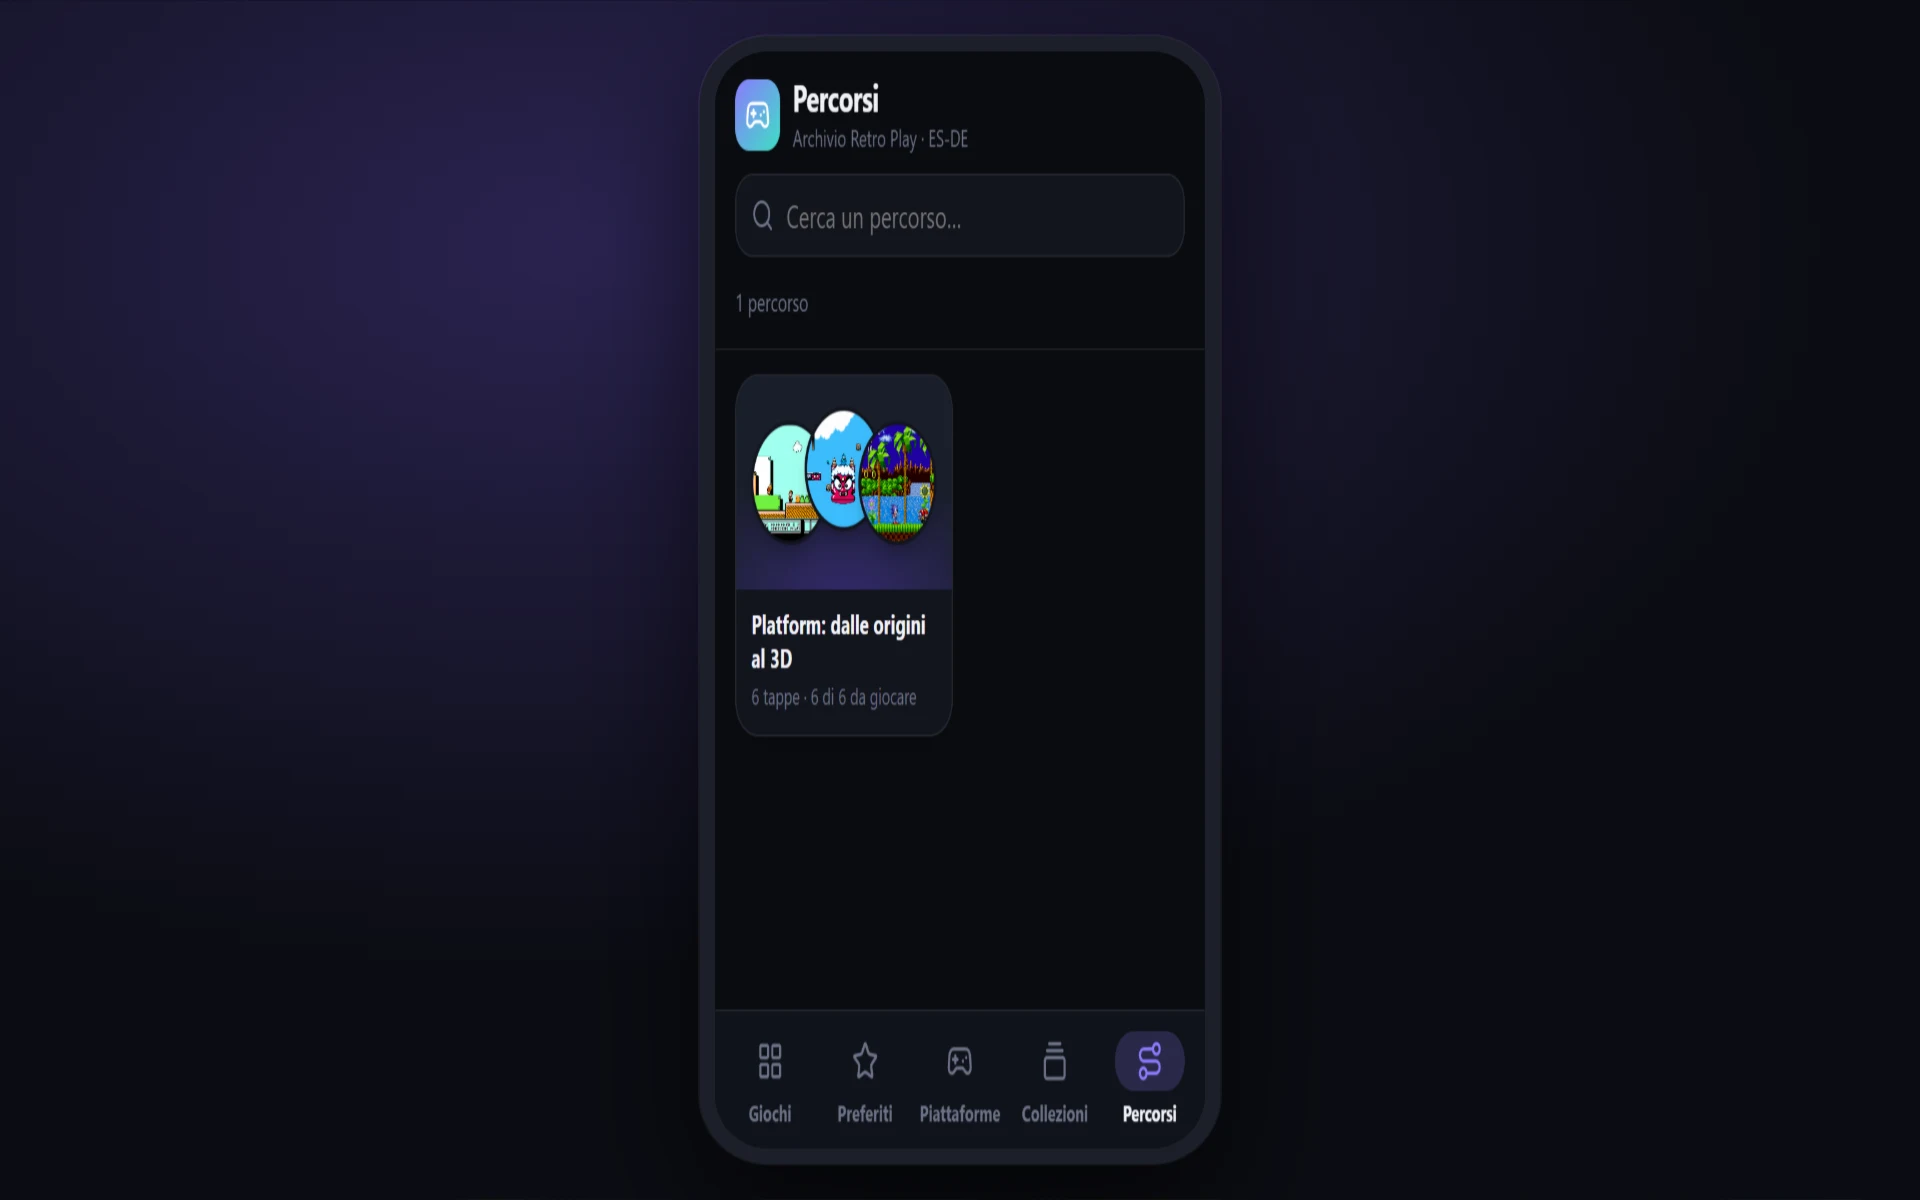 Percorsi
Archivio Retro Play · ES-DE
Cerca un percorso...
1 percorso
Platform: dalle origini
al 3D
6 tappe · 6 di 6 da giocare
Giochi
Preferiti
Piattaforme
Collezioni
Percorsi